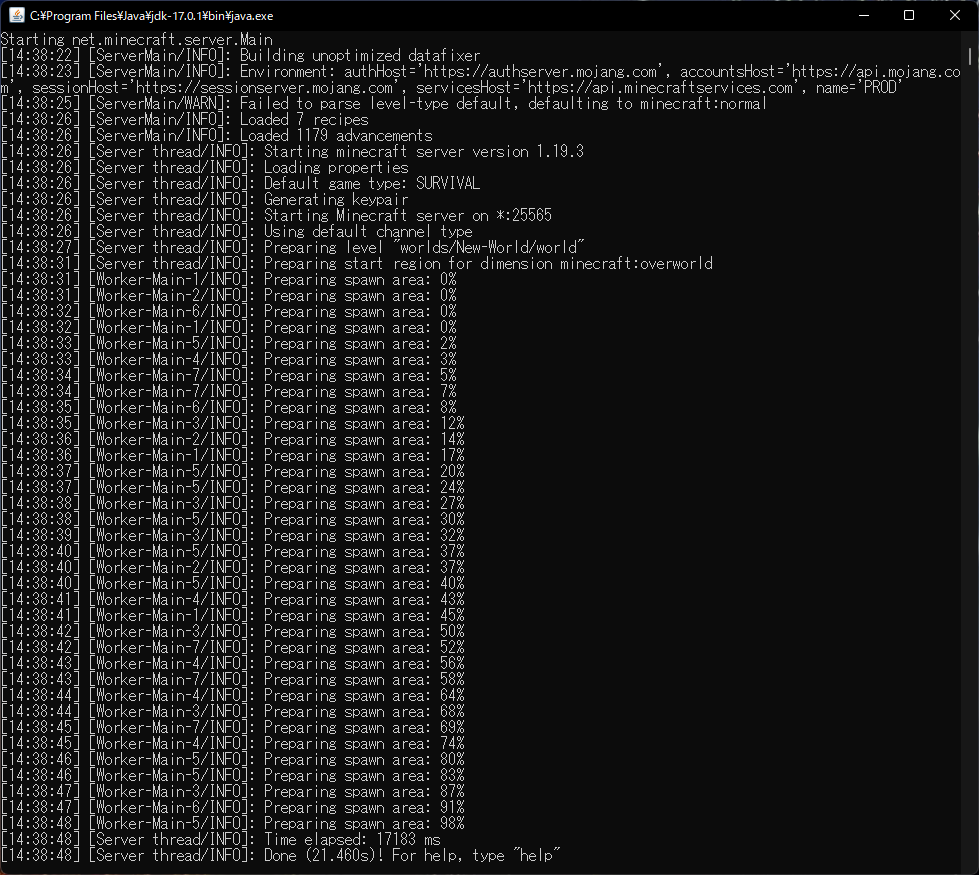 C:¥Program Files¥Java¥jdk-17.0.1¥bin¥java.exe
Starting net.minecraft.server.Main
[14:38:22] [ServerMain/INFO]: Building unoptimized datafixer
[14:38:23] [ServerMain/INFO]: Environment: authHost='https://authserver.mojang.com', accountsHost='https://api.mojang.co
m', sessionHost='https://sessionserver.mojang.com', servicesHost='https://api.minecraftservices.com', name='PROD'
[14:38:25] [ServerMain/WARN]: Failed to parse level-type default, defaulting to minecraft:normal
[14:38:26] [ServerMain/INFO]: Loaded 7 recipes
[14:38:26] [ServerMain/INFO]: Loaded 1179 advancements
[14:38:26] [Server thread/INFO]: Starting minecraft server version 1.19.3
[14:38:26] [Server thread/INFO]: Loading properties
[14:38:26] [Server thread/INFO]: Default game type: SURVIVAL
[14:38:26] [Server thread/INFO]: Generating keypair
[14:38:26] [Server thread/INFO]: Starting Minecraft server on *:25565
[14:38:26] [Server thread/INFO]: Using default channel type
[14:38:27] [Server thread/INFO]: Preparing level "worlds/New-World/world"
[14:38:31] [Server thread/INFO]: Preparing start region for dimension minecraft:overworld
[14:38:31] [Worker-Main-1/INFO]: Preparing spawn area: 0%
[14:38:31] [Worker-Main-2/INFO]: Preparing spawn area: 0%
[14:38:32] [Worker-Main-6/INFO]: Preparing spawn area: 0%
[14:38:32] [Worker-Main-1/INFO]: Preparing spawn area: 0%
[14:38:33] [Worker-Main-5/INFO]: Preparing spawn area: 2%
[14:38:33] [Worker-Main-4/INFO]: Preparing spawn area: 3%
[14:38:34] [Worker-Main-7/INFO]: Preparing spawn area: 5%
[14:38:34] [Worker-Main-7/INFO]: Preparing spawn area: 7%
[14:38:35] [Worker-Main-6/INFO]: Preparing spawn area: 8%
[14:38:35] [Worker-Main-3/INFO]: Preparing spawn area: 12%
[14:38:36] [Worker-Main-2/INFO]: Preparing spawn area: 14%
[14:38:36] [Worker-Main-1/INFO]: Preparing spawn area: 17%
[14:38:37] [Worker-Main-5/INFO]: Preparing spawn area: 20%
[14:38:37] [Worker-Main-5/INFO]: Preparing spawn area: 24%
[14:38:38] [Worker-Main-3/INFO]: Preparing spawn area: 27%
[14:38:38] [Worker-Main-5/INFO]: Preparing spawn area: 30%
[14:38:39] [Worker-Main-3/INFO]: Preparing spawn area: 32%
[14:38:40] [Worker-Main-5/INFO]: Preparing spawn area: 37%
[14:38:40] [Worker-Main-2/INFO]: Preparing spawn area: 37%
[14:38:40] [Worker-Main-5/INFO]: Preparing spawn area: 40%
[14:38:41] [Worker-Main-4/INFO]: Preparing spawn area: 43%
[14:38:41] [Worker-Main-1/INFO]: Preparing spawn area: 45%
[14:38:42] [Worker-Main-3/INFO]: Preparing spawn area: 50%
[14:38:42] [Worker-Main-7/INFO]: Preparing spawn area: 52%
[14:38:43] [Worker-Main-4/INFO]: Preparing spawn area: 56%
[14:38:43] [Worker-Main-7/INFO]: Preparing spawn area: 58%
[14:38:44] [Worker-Main-4/INFO]: Preparing spawn area: 64%
[14:38:44] [Worker-Main-3/INFO]: Preparing spawn area: 68%
[14:38:45] [Worker-Main-7/INFO]: Preparing spawn area: 69%
[14:38:45] [Worker-Main-4/INFO]: Preparing spawn area: 74%
[14:38:46] [Worker-Main-5/INFO]: Preparing spawn area: 80%
[14:38:46] [Worker-Main-5/INFO]: Preparing spawn area: 83%
[14:38:47] [Worker-Main-3/INFO]: Preparing spawn area: 87%
[14:38:47] [Worker-Main-6/INFO]: Preparing spawn area: 91%
[14:38:48] [Worker-Main-5/INFO]: Preparing spawn area: 98%
[14:38:48] [Server thread/INFO]: Time elapsed: 17183 ms
[14:38:48] [Server thread/INFO]: Done (21.460s)! For help, type "help"